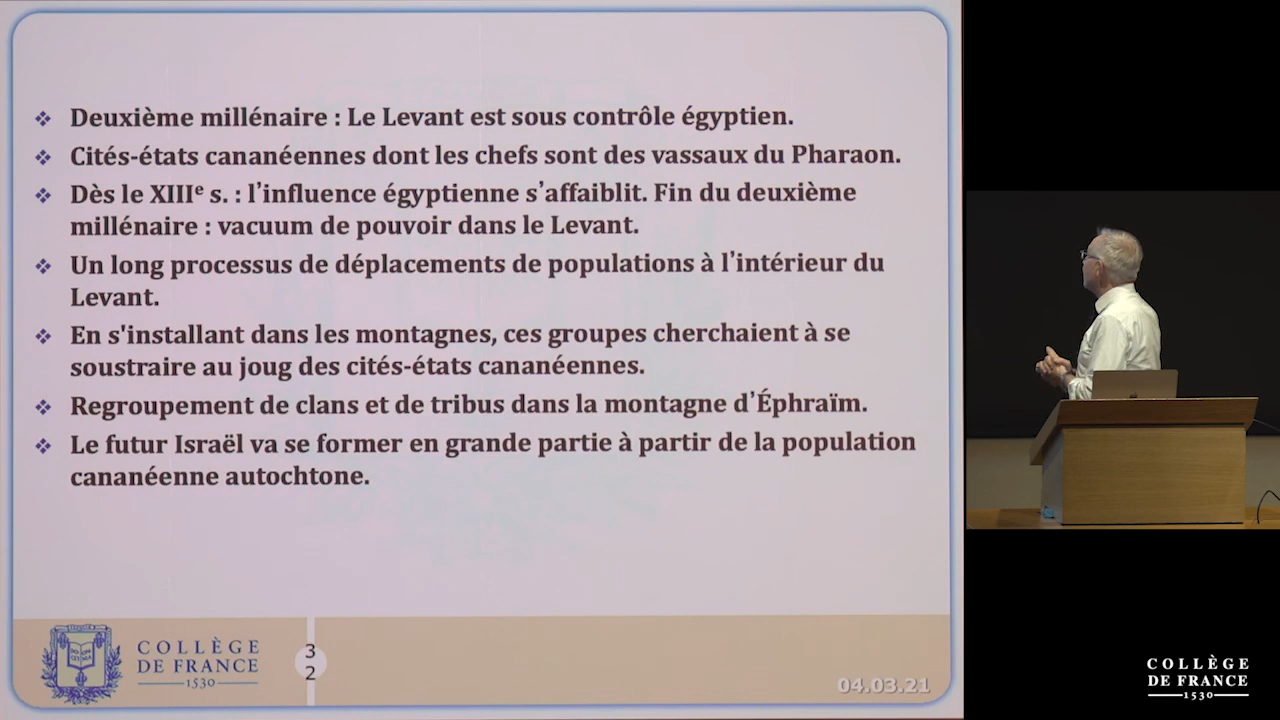 Deuxième millénaire : Le Levant est sous contrôle égyptien.
Cités-états cananéennes dont les chefs sont des vassaux du Pharaon.
Dès le XIIIe s. : l’influence égyptienne s’affaiblit. Fin du deuxième
millénaire : vacuum de pouvoir dans le Levant.
Un long processus de déplacements de populations à l’intérieur du
Levant.
En s'installant dans les montagnes, ces groupes cherchaient à se
soustraire au joug des cités-états cananéennes.
Regroupement de clans et de tribus dans la montagne d’Éphraïm.
Le futur Israël va se former en grande partie à partir de la population
cananéenne autochtone.
COLLÈGE
DE FRANCE
1530
3
2
04.03.21
COLLÈGE
DE FRANCE
1530